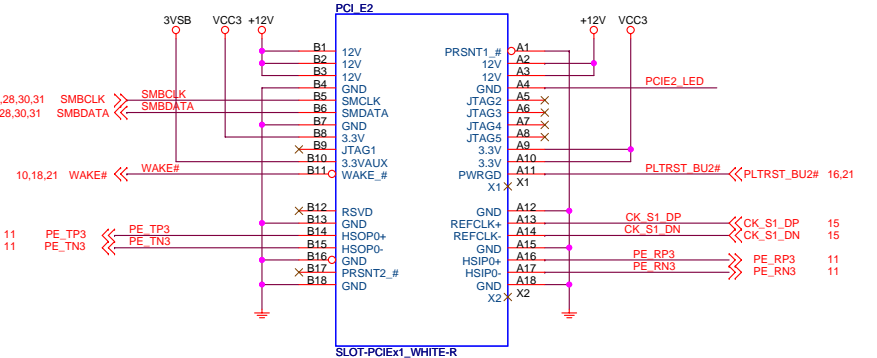 PCI_E2
3VSB VCC3 +12V +12V VCC3
B1 12V PRSNT1_# A1
B2 12V 12V A2
B3 12V 12V A3
B4 GND GND A4 PCIE2_LED
,28,30,31 SMBCLK SMBCLK B5 SMCLK JTAG2 A5
28,30,31 SMBDATA SMBDATA B6 SMDATA JTAG3 A6
B7 GND JTAG4 A7
B8 3.3V JTAG5 A8
B9 JTAG1 3.3V A9
B10 3.3VAUX 3.3V A10
10,18,21 WAKE# WAKE# B11 WAKE_# PWRGD A11 PLTRST_BU2# PLTRST_BU2# 16,21
X1 X1
B12 RSVD GND A12
B13 GND REFCLK+ A13 CK_S1_DP CK_S1_DP 15
11 PE_TP3 PE_TP3 B14 HSOP0+ REFCLK- A14 CK_S1_DN CK_S1_DN 15
11 PE_TN3 PE_TN3 B15 HSOP0- GND A15
B16 GND HSIP0+ A16 PE_RP3 PE_RP3 11
B17 PRSNT2_# HSIP0- A17 PE_RN3 PE_RN3 11
B18 GND GND A18
X2 X2
SLOT-PCIEx1_WHITE-R